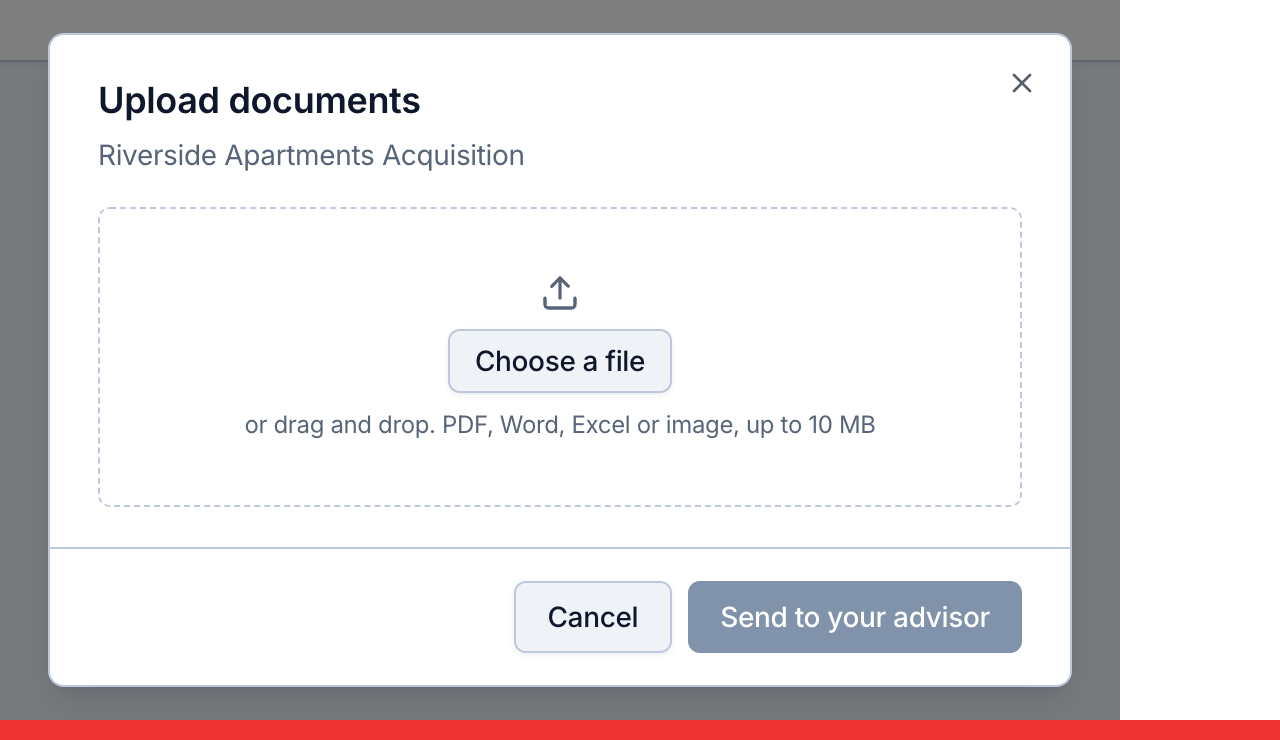 Upload documents
Riverside Apartments Acquisition
Choose a file
or drag and drop. PDF, Word, Excel or image, up to 10 MB
Cancel
Send to your advisor